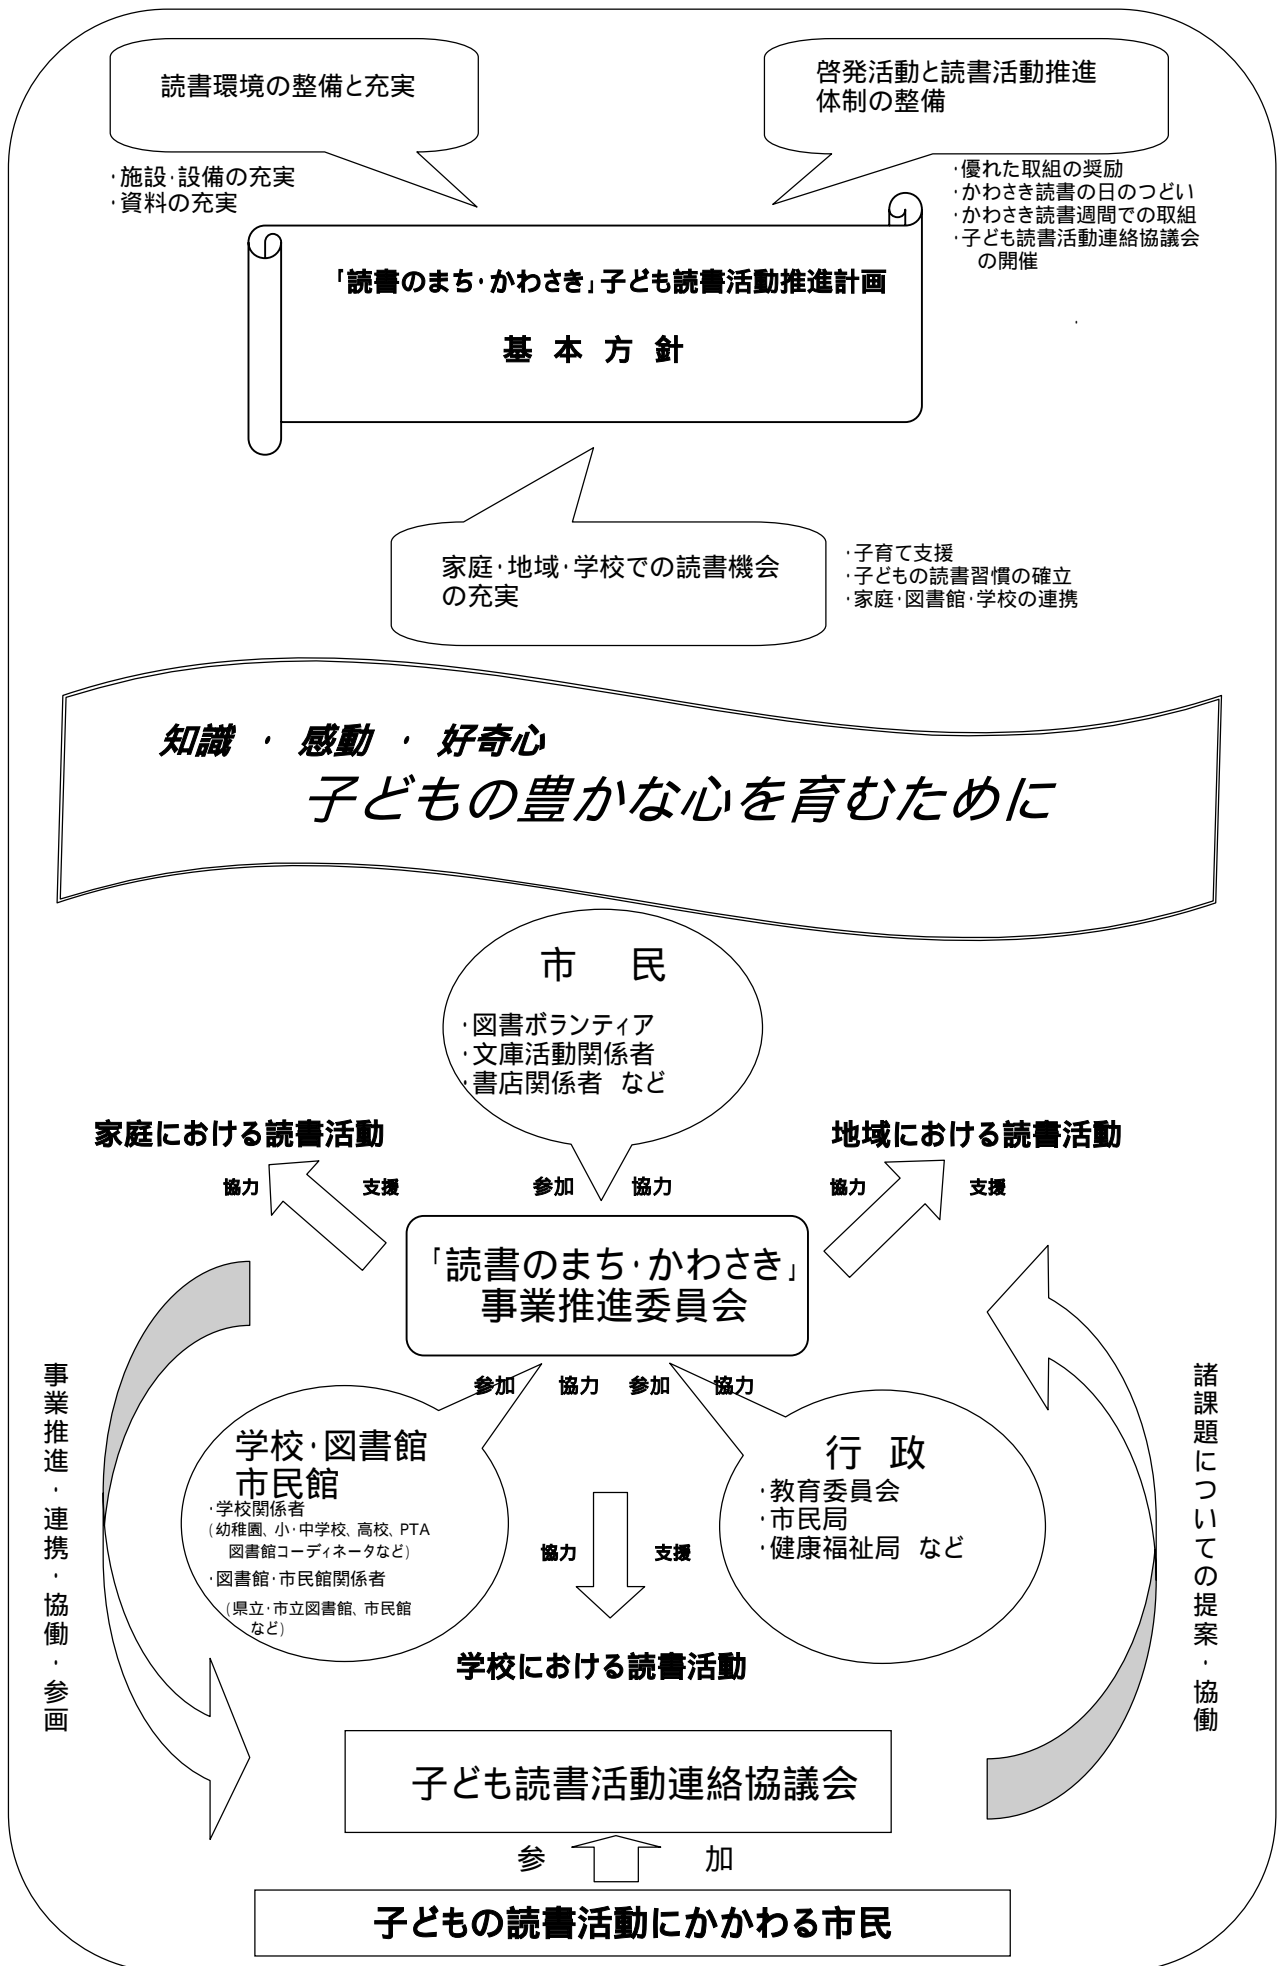 読書環境の整備と充実
・施設・設備の充実
・資料の充実
啓発活動と読書活動推進
体制の整備
・優れた取組の奨励
・かわさき読書の日のつどい
・かわさき読書週間での取組
・子ども読書活動連絡協議会
の開催
「読書のまち・かわさき」子ども読書活動推進計画
基 本 方 針
家庭・地域・学校での読書機会
の充実
・子育て支援
・子どもの読書習慣の確立
・家庭・図書館・学校の連携
知識 ・ 感動 ・ 好奇心
子どもの豊かな心を育むために
市 民
・図書ボランティア
・文庫活動関係者
・書店関係者 など
家庭における読書活動
地域における読書活動
協力 支援
参加 協力
協力 支援
「読書のまち・かわさき」
事業推進委員会
参加 協力 参加 協力
事業推進・連携・協働・参画
諸課題についての提案・協働
学校・図書館
市民館
・学校関係者
(幼稚園、小・中学校、高校、PTA
図書館コーディネータなど)
・図書館・市民館関係者
(県立・市立図書館、市民館
など)
行 政
・教育委員会
・市民局
・健康福祉局 など
協力 支援
学校における読書活動
子ども読書活動連絡協議会
参 加
子どもの読書活動にかかわる市民